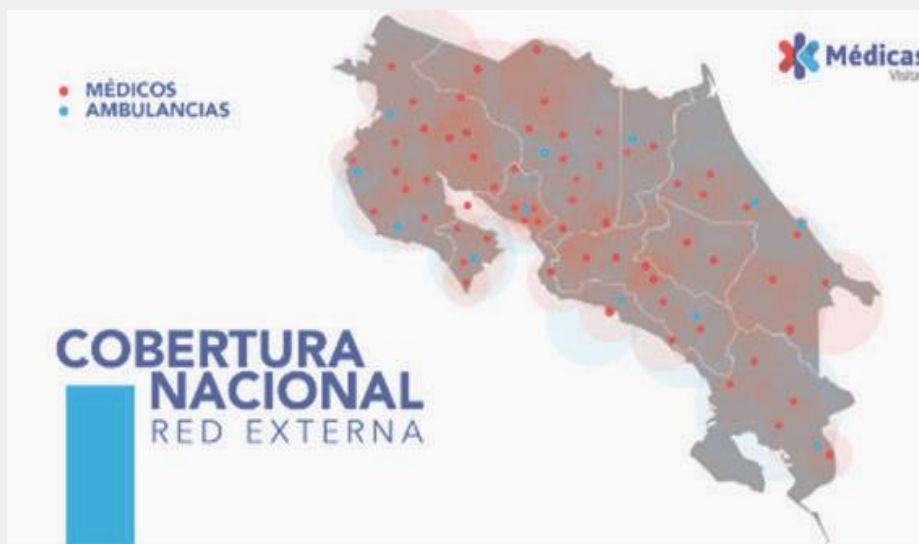 MÉDICOS
AMBULANCIAS
Médicas
COBERTURA
NACIONAL
RED EXTERNA